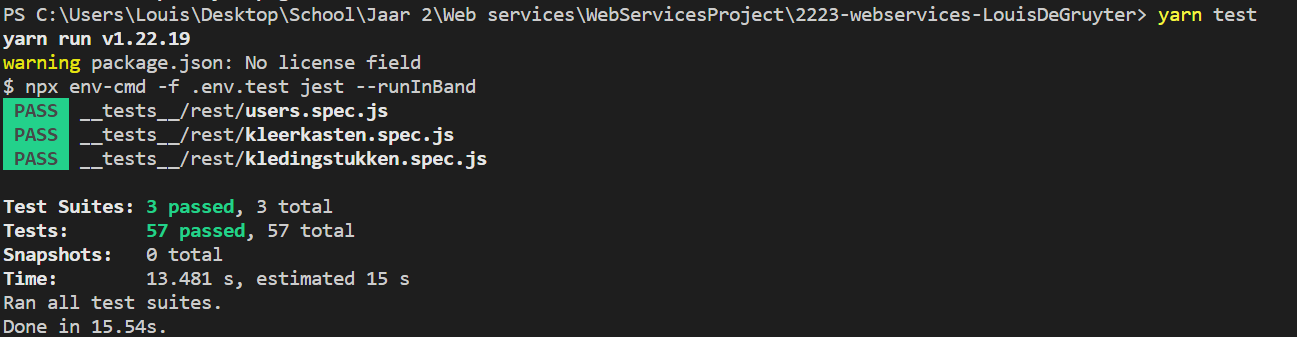 PS C:\Users\Louis\Desktop\School\Jaar 2\Web services\WebServicesProject\2223-webservices-LouisDeGruyter> yarn test
yarn run v1.22.19
warning package.json: No license field
$ npx env-cmd -f .env.test jest --runInBand
PASS __tests__/rest/users.spec.js
PASS __tests__/rest/kleerkasten.spec.js
PASS __tests__/rest/kledingstukken.spec.js
Test Suites: 3 passed, 3 total
Tests: 57 passed, 57 total
Snapshots: 0 total
Time: 13.481 s, estimated 15 s
Ran all test suites.
Done in 15.54s.